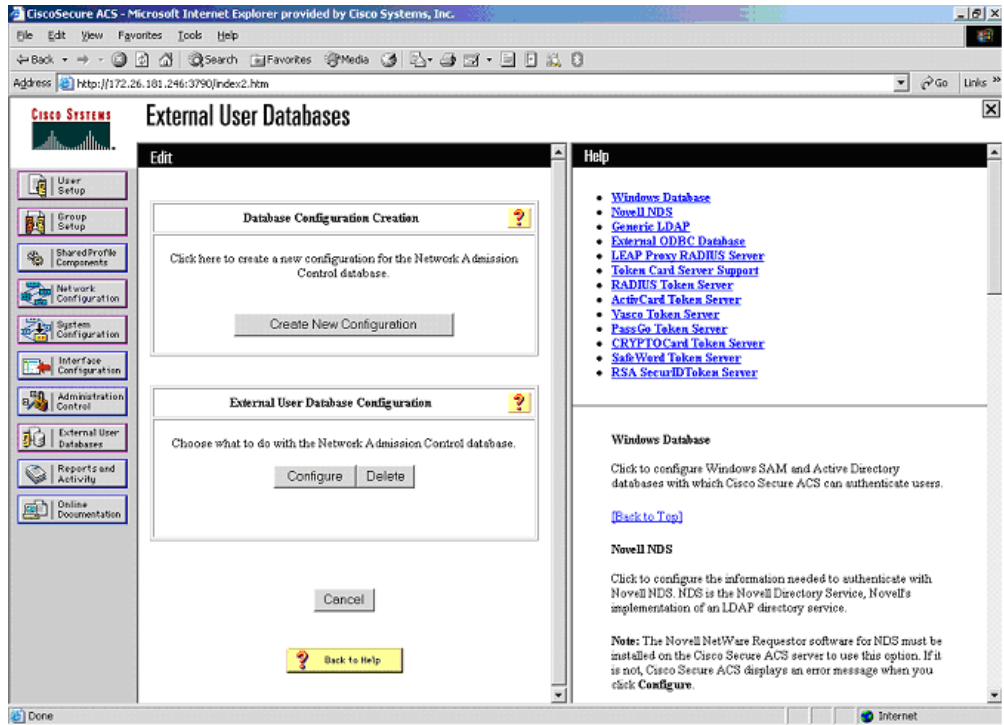 CiscoSecure ACS - Microsoft Internet Explorer provided by Cisco Systems, Inc.
File Edit View Favorites Tools Help
Back Search Favorites Media
Address http://172.26.181.246:3790/index2.htm Go Links »
CISCO SYSTEMS
External User Databases
User Setup
Group Setup
Shared Profile Components
Network Configuration
System Configuration
Interface Configuration
Administration Control
External User Databases
Reports and Activity
Online Documentation
Edit
Database Configuration Creation ?
Click here to create a new configuration for the Network Admission
Control database.
Create New Configuration
External User Database Configuration ?
Choose what to do with the Network Admission Control database.
Configure Delete
Cancel
? Back to Help
Help
Windows Database
Novell NDS
Generic LDAP
External ODBC Database
LEAP Proxy RADIUS Server
Token Card Server Support
RADIUS Token Server
ActivCard Token Server
Vasco Token Server
PassGo Token Server
CRYPTOCard Token Server
SafeWord Token Server
RSA SecurIDToken Server
Windows Database
Click to configure Windows SAM and Active Directory
databases with which Cisco Secure ACS can authenticate users.
[Back to Top]
Novell NDS
Click to configure the information needed to authenticate with
Novell NDS. NDS is the Novell Directory Service, Novell's
implementation of an LDAP directory service.
Note: The Novell NetWare Requestor software for NDS must be
installed on the Cisco Secure ACS server to use this option. If it
is not, Cisco Secure ACS displays an error message when you
click Configure.
Done Internet